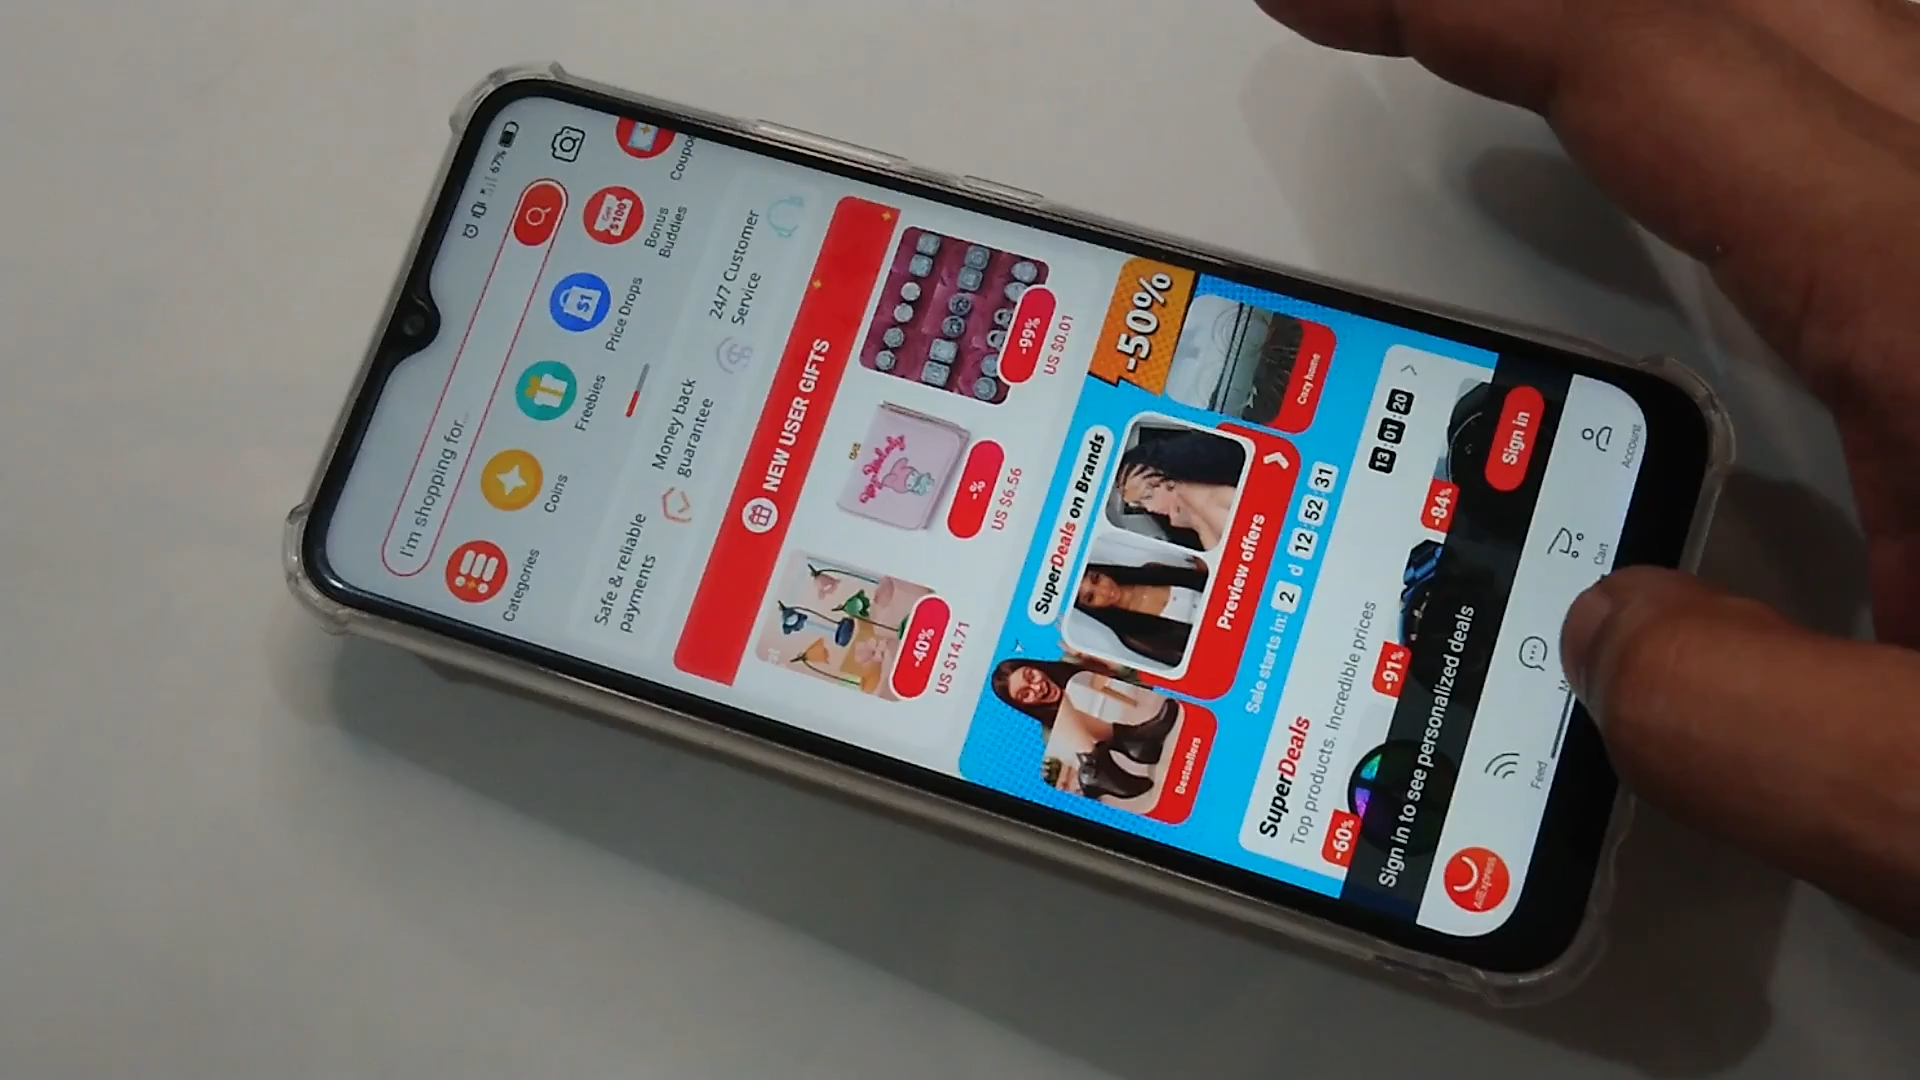 67%
I'm shopping for...
Categories
Coins
Freebies
$1
Price Drops
$100
Bonus
Buddies
Safe & reliable
payments
Money back
guarantee
24/7 Customer
Service
NEW USER GIFTS
-40%
US $14.71
-%
US $6.56
-99%
US $0.01
SuperDeals on Brands
-50%
Bestsellers
Preview offers
Cozy home
Sale starts in: 2 d 12:52:31
SuperDeals
13:01:20
Top products. Incredible prices
-60%
-91%
-84%
Sign in to see personalized deals
Sign in
AliExpress
Feed
Cart
Account